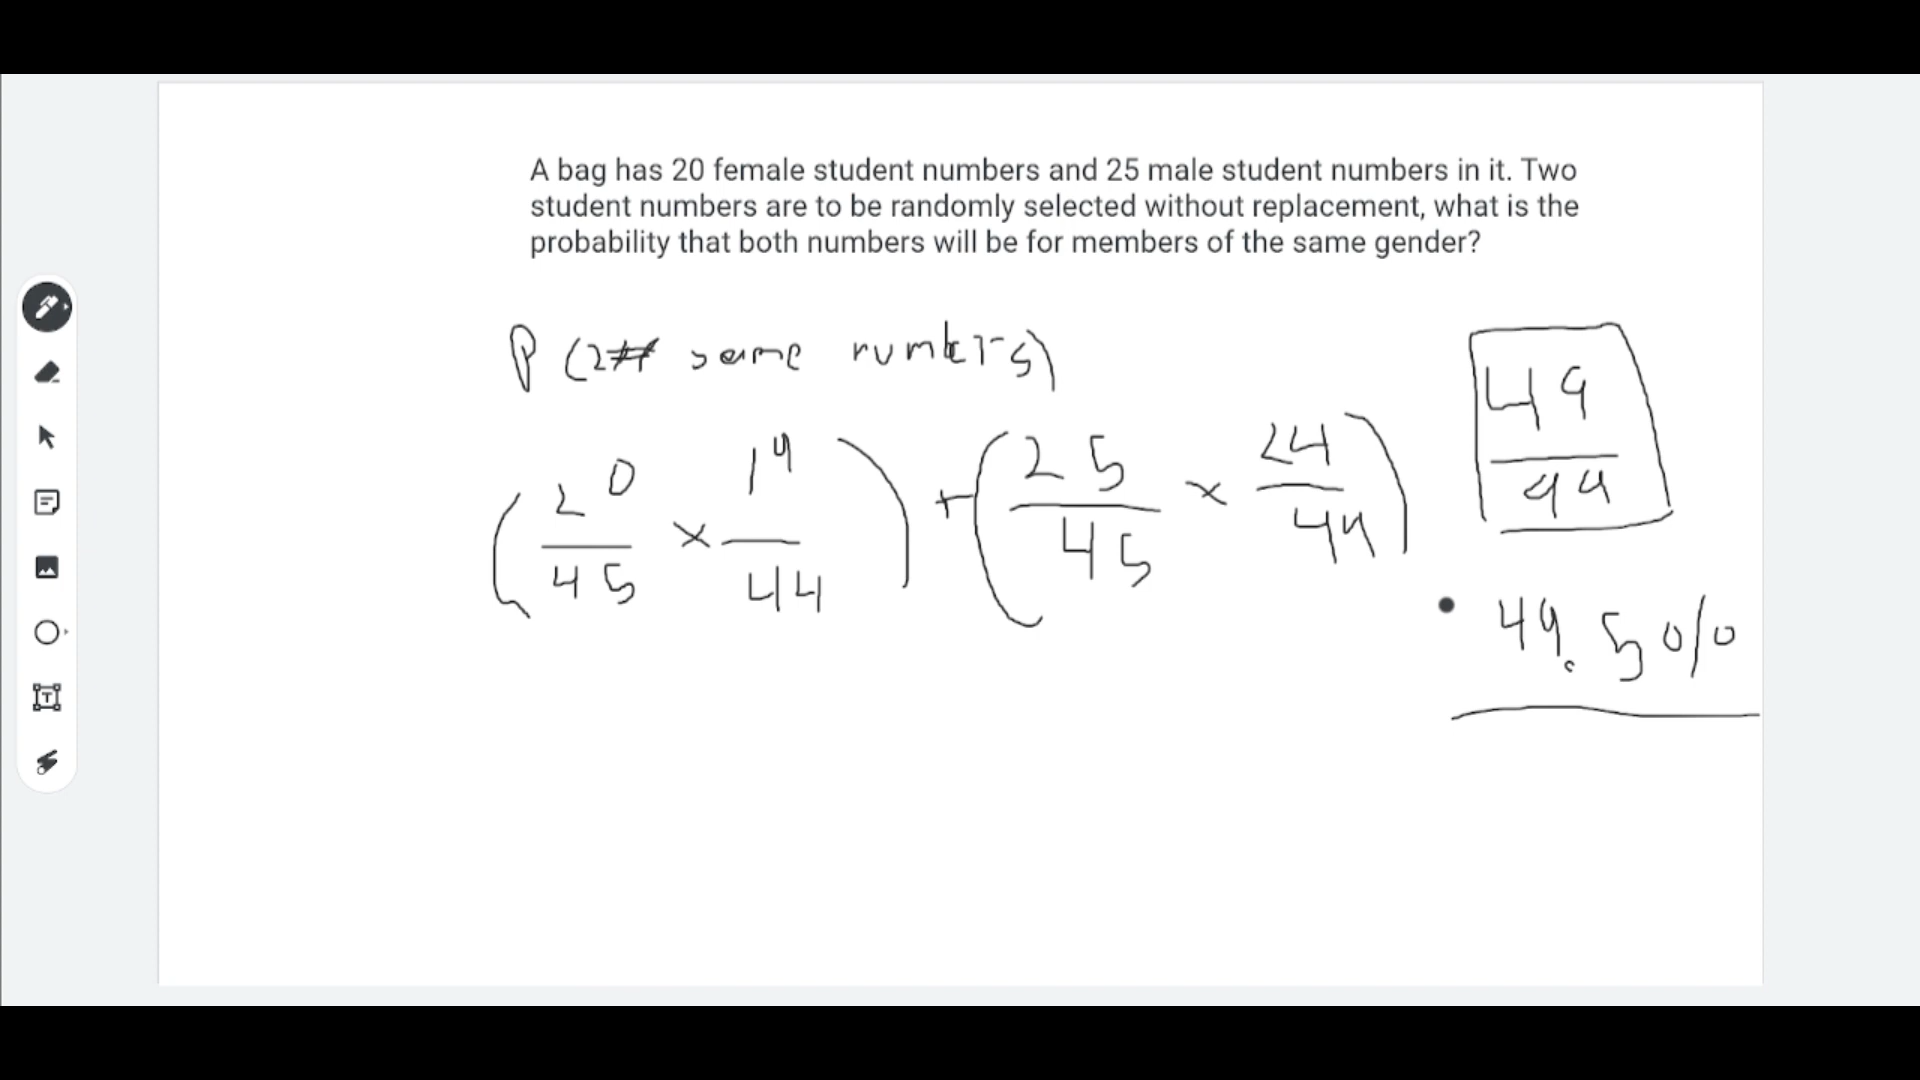 A bag has 20 female student numbers and 25 male student numbers in it. Two
student numbers are to be randomly selected without replacement, what is the
probability that both numbers will be for members of the same gender?
P (2# same numbers)
(20/45 × 19/44) + (25/45 × 24/44)
49/99
49.5%